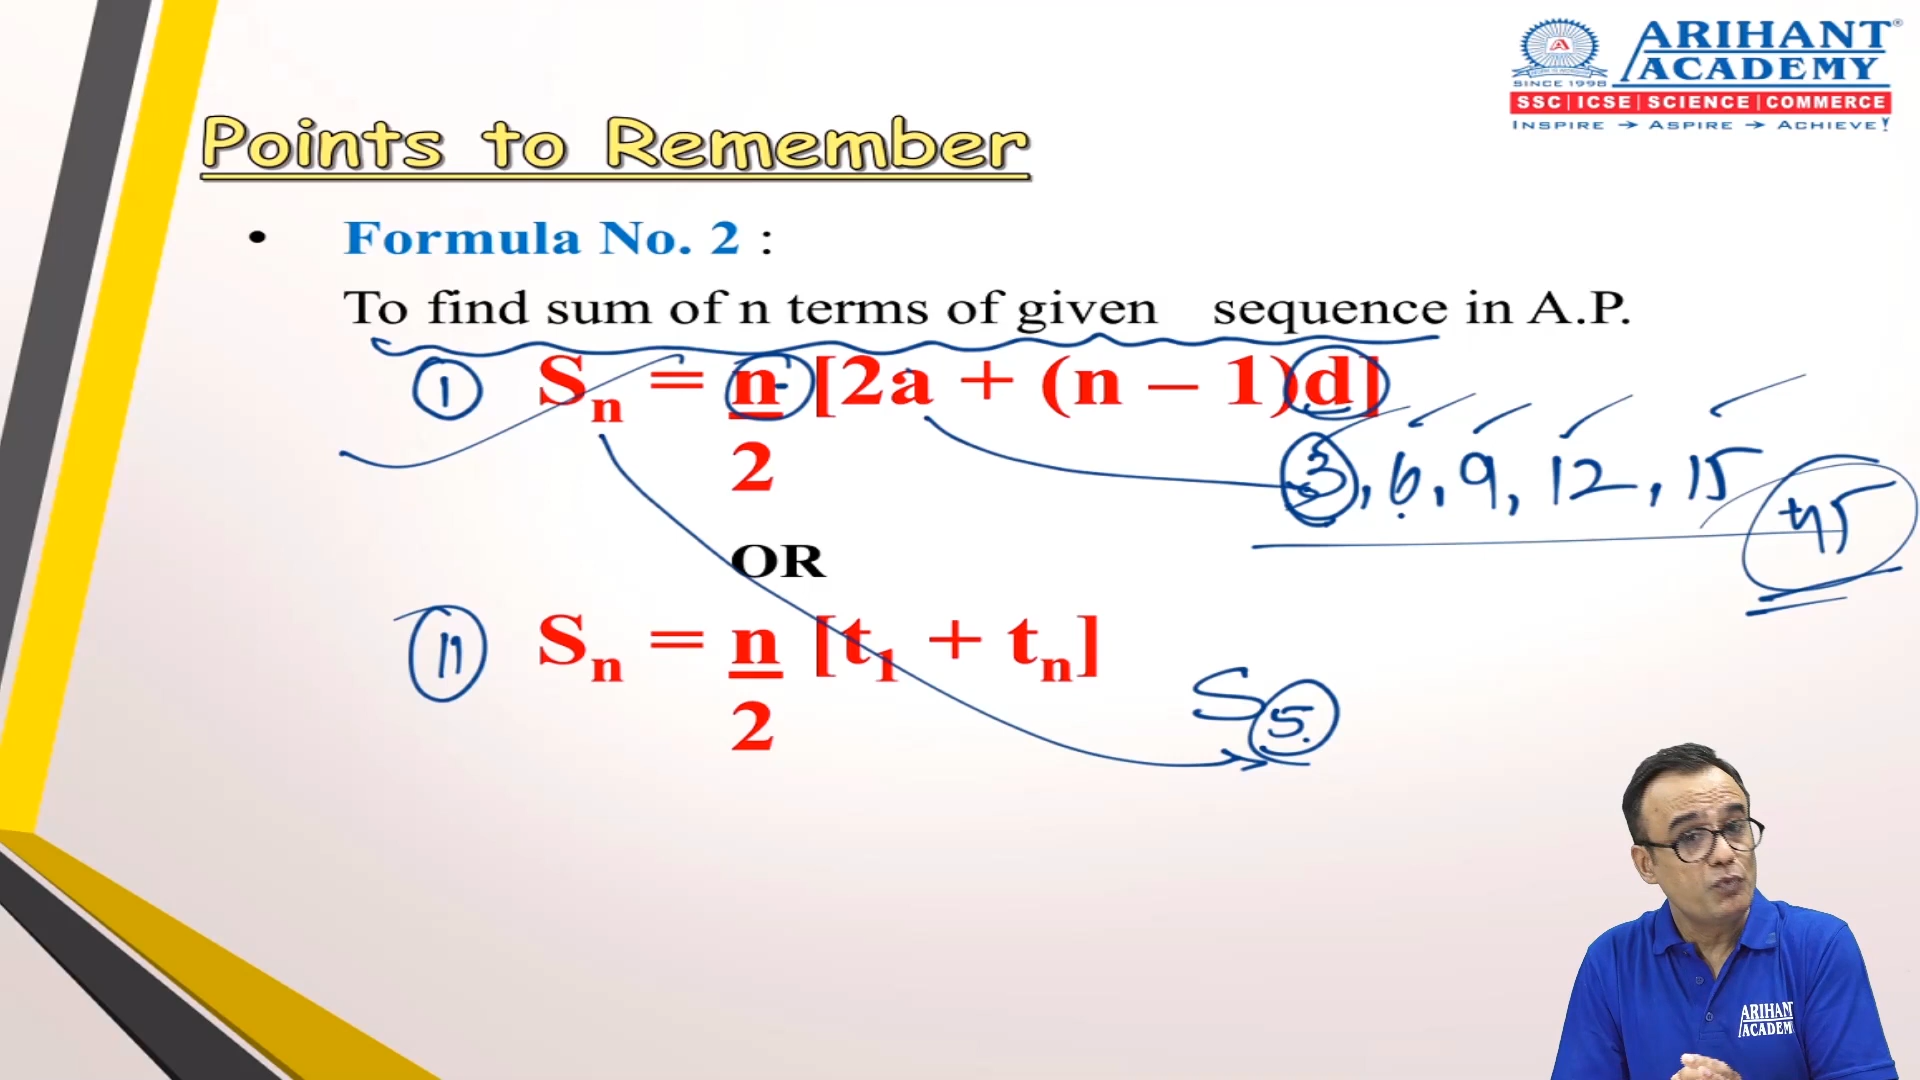 ARIHANT
ACADEMY
SINCE 1998
SSC | ICSE | SCIENCE | COMMERCE
INSPIRE → ASPIRE → ACHIEVE!
Points to Remember
• Formula No. 2 :
To find sum of n terms of given sequence in A.P.
1 Sn = n [2a + (n – 1)d]
2
3, 6, 9, 12, 15
45
OR
11 Sn = n [t1 + tn]
2
S5
ARIHANT
ACADEM